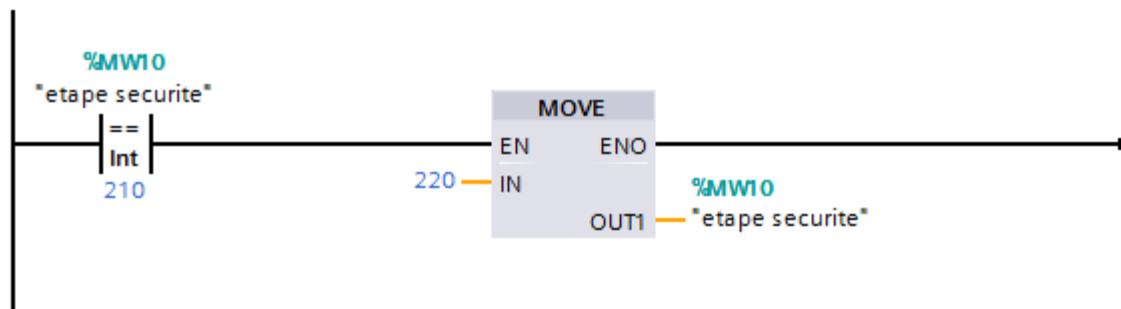 %MW10
"etape securite"
==
Int
210
MOVE
EN ENO
220 IN
%MW10
OUT1 "etape securite"